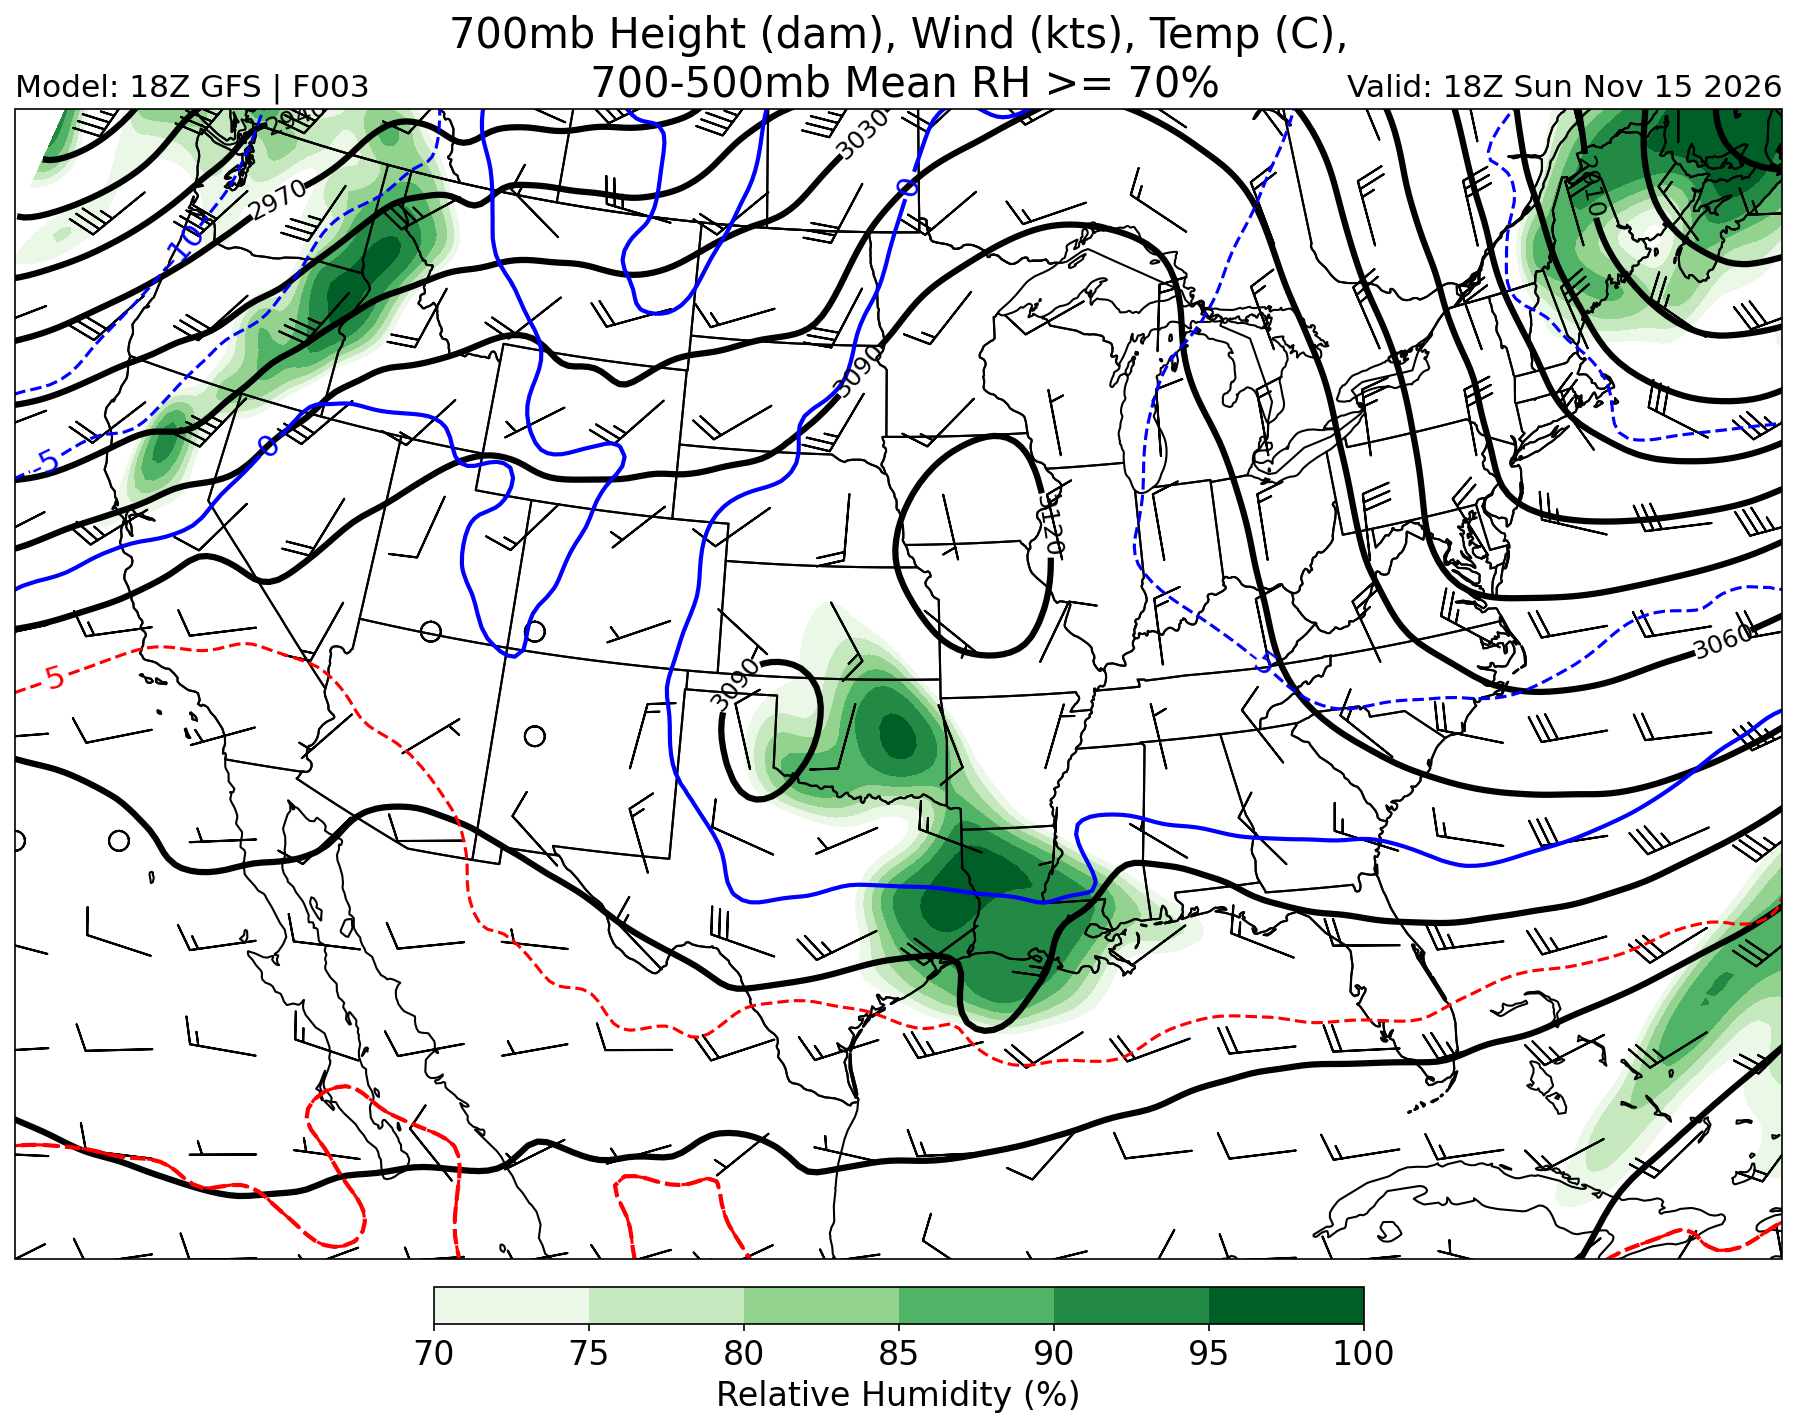 700mb Height (dam), Wind (kts), Temp (C),
700-500mb Mean RH >= 70%
Model: 18Z GFS | F003
Valid: 18Z Sun Nov 15 2026
2940
3030
2970
0
2810
-10
3090
-5
0
3120
3090
-5
3060
5
70 75 80 85 90 95 100
Relative Humidity (%)